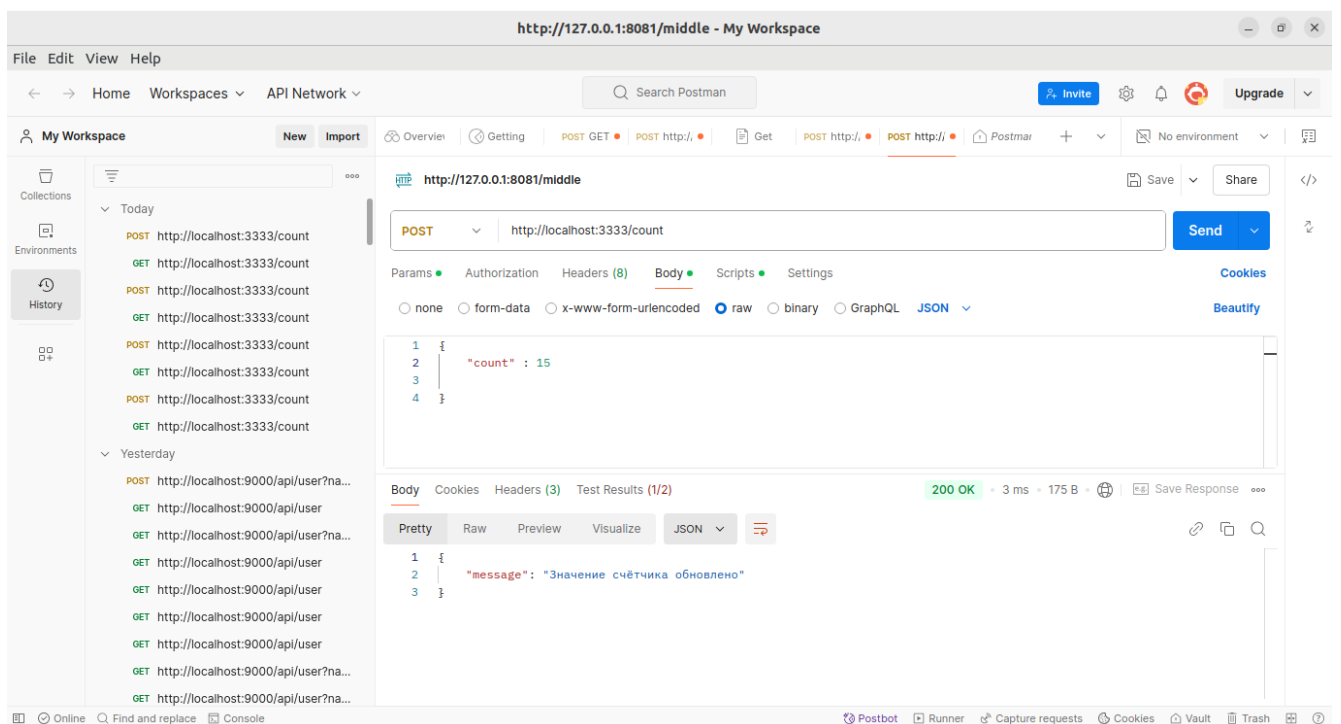 http://127.0.0.1:8081/middle - My Workspace
File Edit View Help
Home Workspaces API Network Search Postman Invite Upgrade
My Workspace New Import Overvie Getting POST GET POST http:/, Get POST http:/, POST http:// Postmar No environment
Collections
Environments
History
Today
POST http://localhost:3333/count
GET http://localhost:3333/count
POST http://localhost:3333/count
GET http://localhost:3333/count
POST http://localhost:3333/count
GET http://localhost:3333/count
POST http://localhost:3333/count
GET http://localhost:3333/count
Yesterday
POST http://localhost:9000/api/user?na...
GET http://localhost:9000/api/user
GET http://localhost:9000/api/user?na...
GET http://localhost:9000/api/user
GET http://localhost:9000/api/user
GET http://localhost:9000/api/user
GET http://localhost:9000/api/user
GET http://localhost:9000/api/user?na...
GET http://localhost:9000/api/user?na...
HTTP http://127.0.0.1:8081/middle Save Share
POST http://localhost:3333/count Send
Params Authorization Headers (8) Body Scripts Settings Cookies
none form-data x-www-form-urlencoded raw binary GraphQL JSON Beautify
1 {
2 "count" : 15
3
4 }
Body Cookies Headers (3) Test Results (1/2) 200 OK 3 ms 175 B e.g. Save Response
Pretty Raw Preview Visualize JSON
1 {
2 "message": "Значение счётчика обновлено"
3 }
Online Find and replace Console Postbot Runner Capture requests Cookies Vault Trash